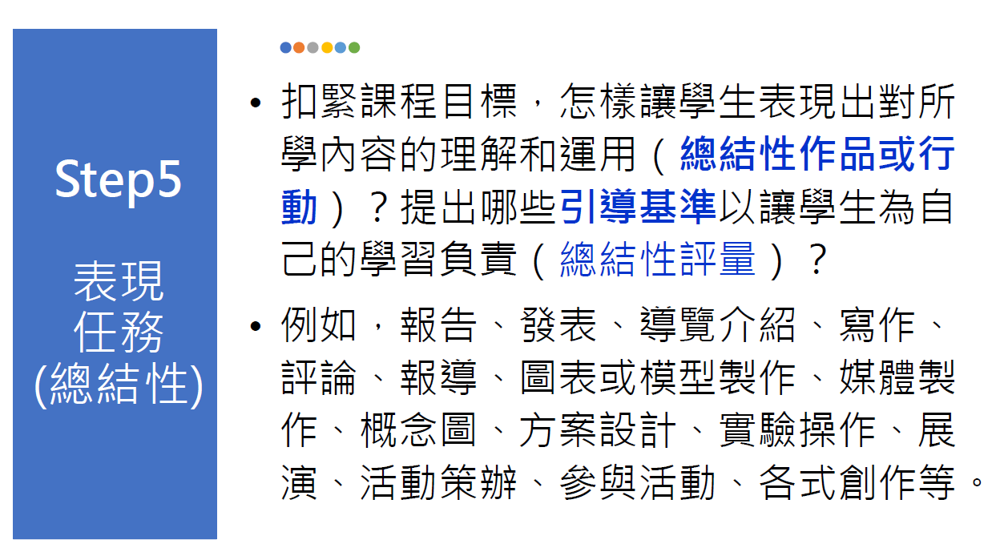 Step5
表現
任務
(總結性)
• 扣緊課程目標，怎樣讓學生表現出對所
學內容的理解和運用（總結性作品或行
動）？提出哪些引導基準以讓學生為自
己的學習負責（總結性評量）？
• 例如，報告、發表、導覽介紹、寫作、
評論、報導、圖表或模型製作、媒體製
作、概念圖、方案設計、實驗操作、展
演、活動策辦、參與活動、各式創作等。